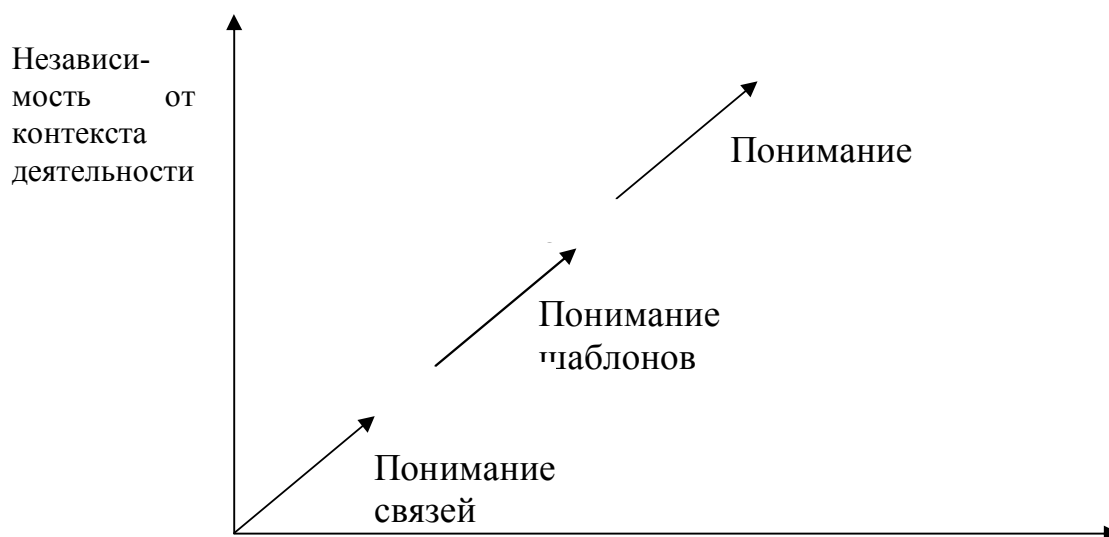 Независи-
мость от
контекста
деятельности
Понимание
Понимание
шаблонов
Понимание
связей